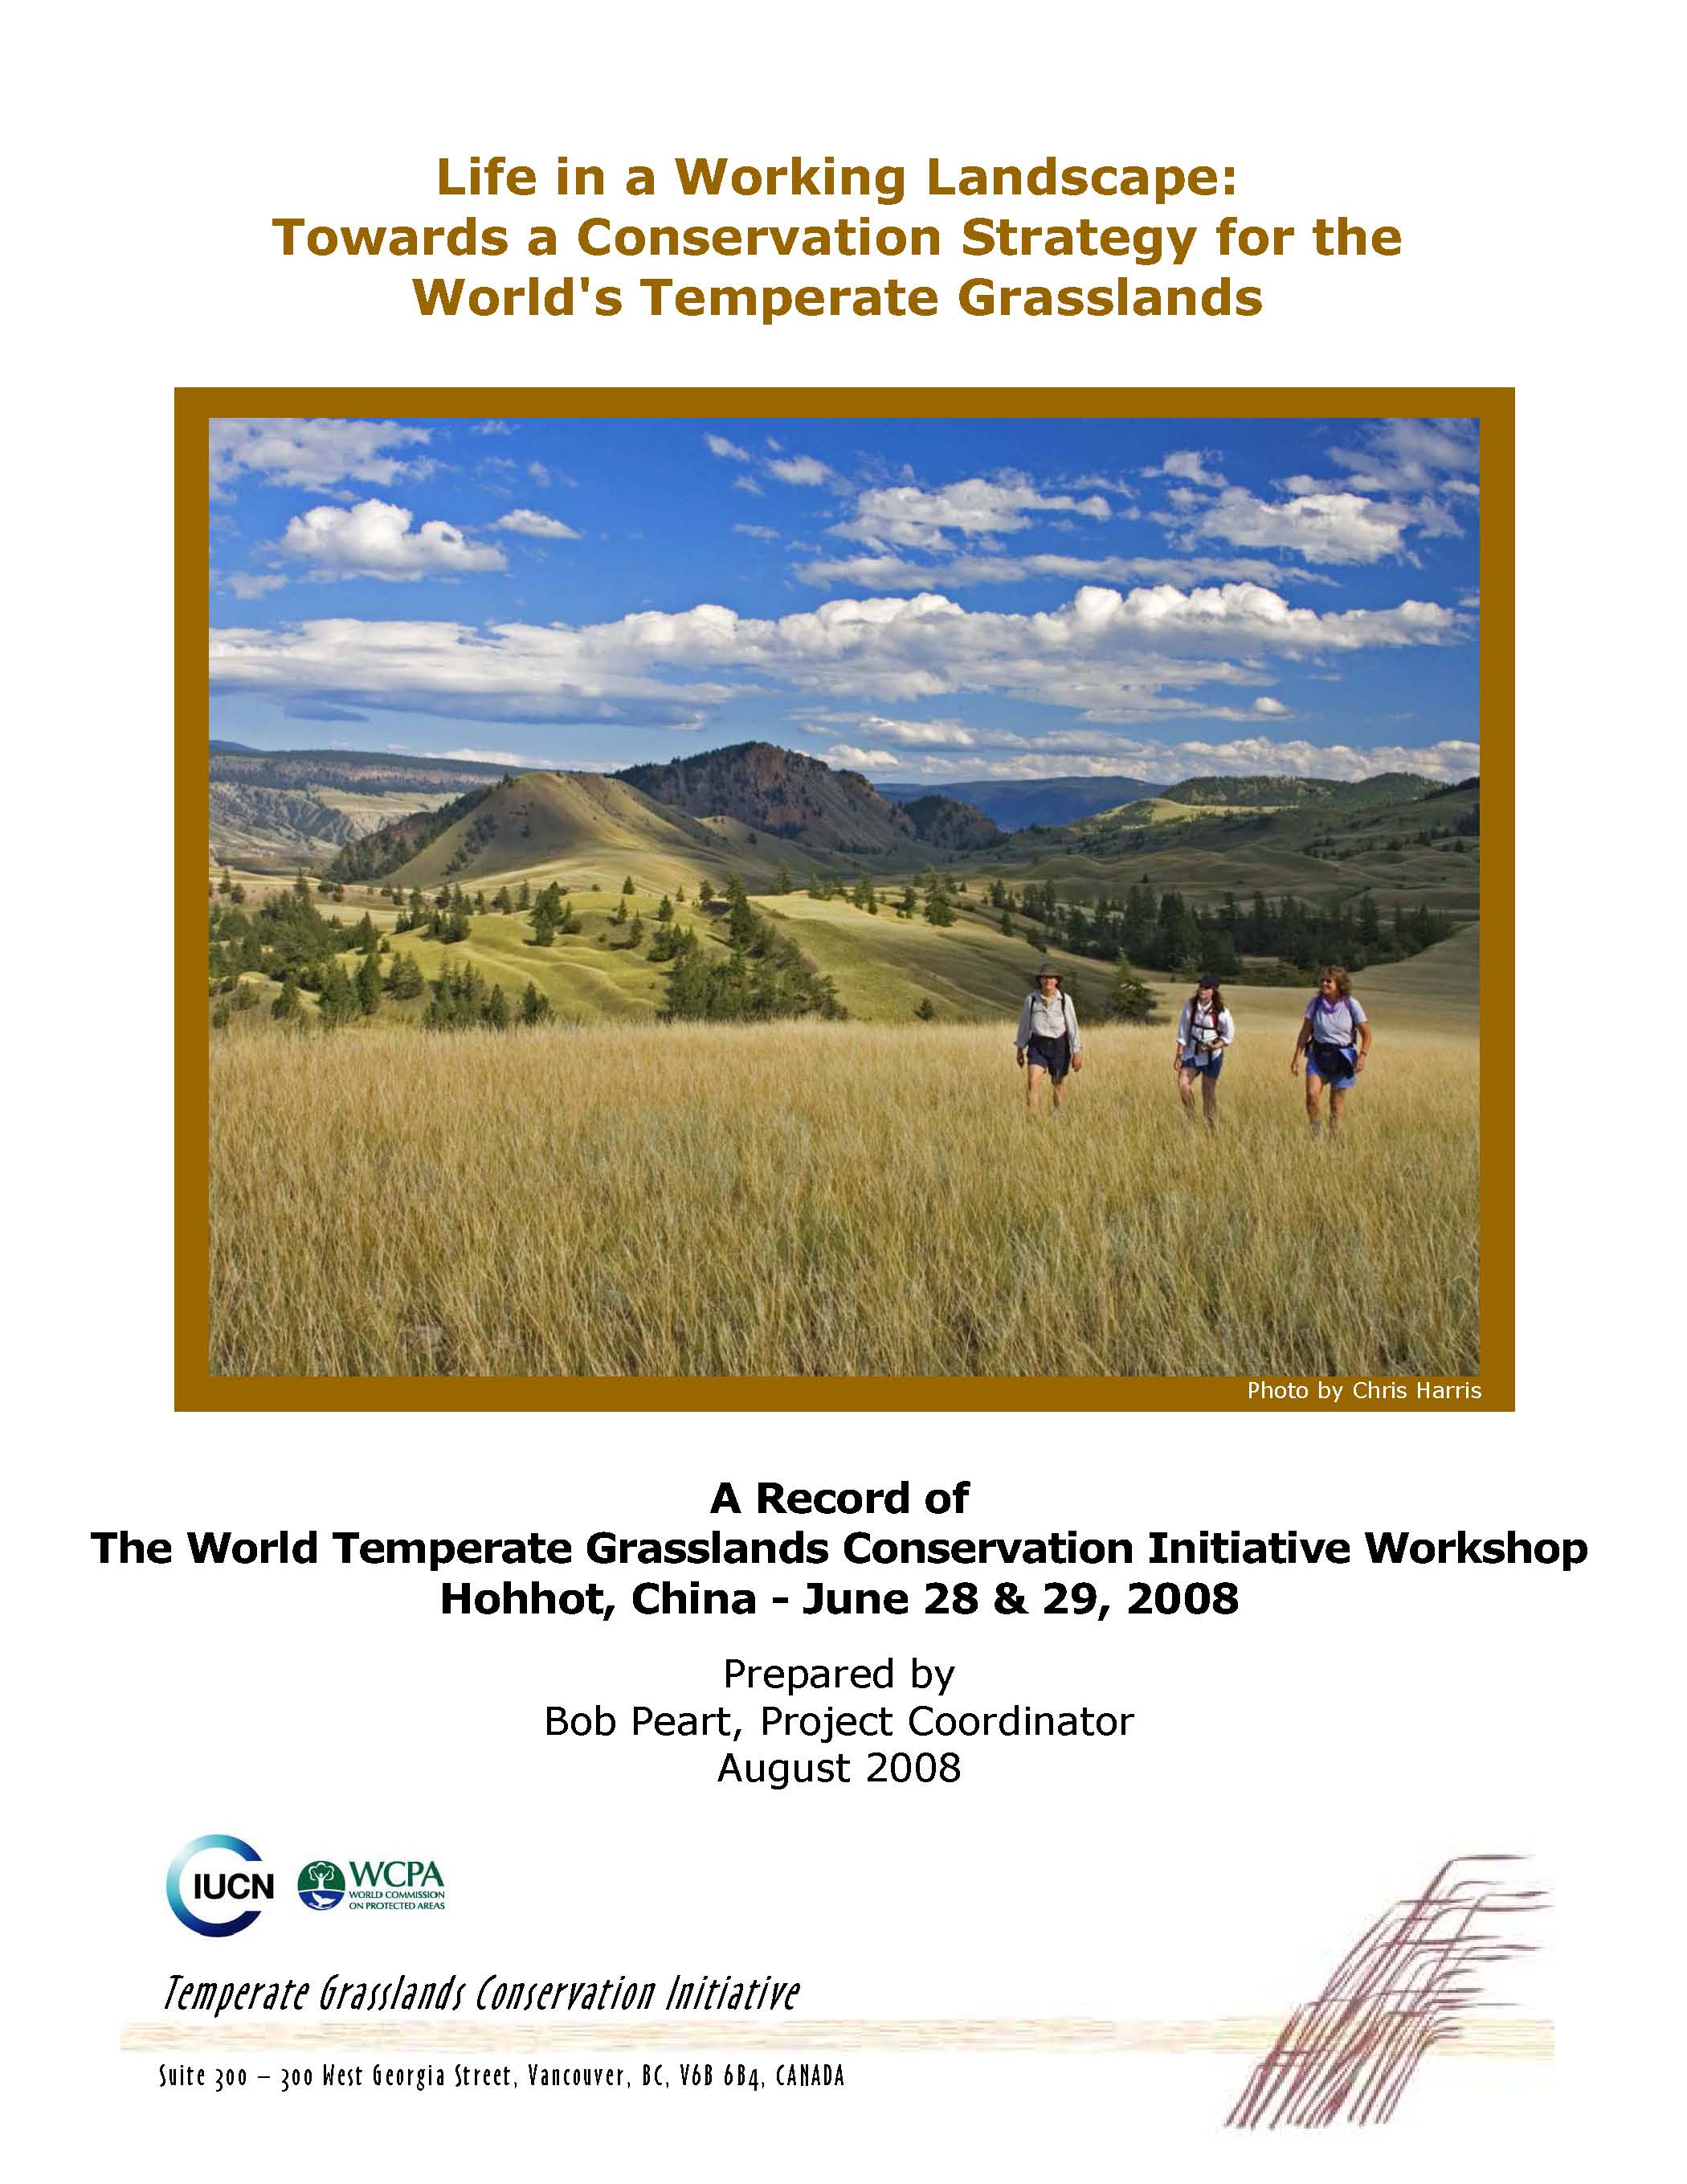 Life in a Working Landscape:
Towards a Conservation Strategy for the
World's Temperate Grasslands
Photo by Chris Harris
A Record of
The World Temperate Grasslands Conservation Initiative Workshop
Hohhot, China - June 28 & 29, 2008
Prepared by
Bob Peart, Project Coordinator
August 2008
IUCN
WCPA
WORLD COMMISSION
ON PROTECTED AREAS
Temperate Grasslands Conservation Initiative
Suite 300 – 300 West Georgia Street, Vancouver, BC, V6B 6B4, CANADA